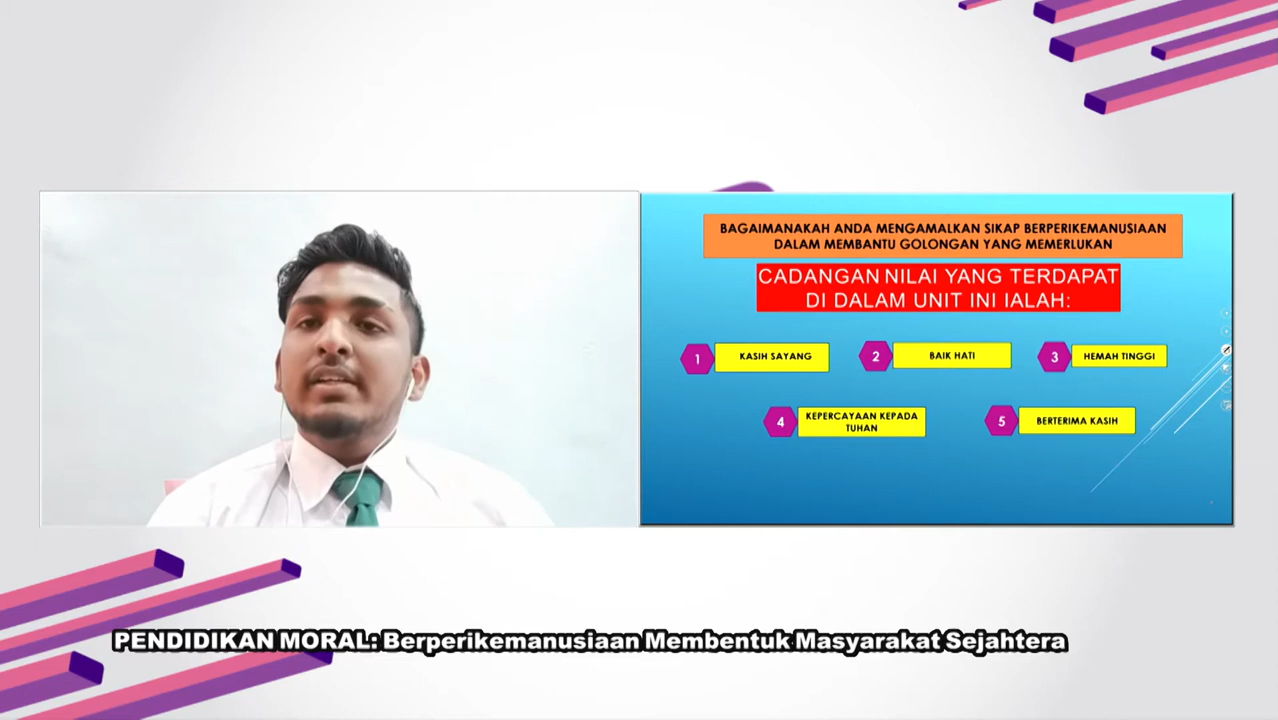 BAGAIMANAKAH ANDA MENGAMALKAN SIKAP BERPERIKEMANUSIAAN
DALAM MEMBANTU GOLONGAN YANG MEMERLUKAN
CADANGAN NILAI YANG TERDAPAT
DI DALAM UNIT INI IALAH:
1 KASIH SAYANG
2 BAIK HATI
3 HEMAH TINGGI
4 KEPERCAYAAN KEPADA
TUHAN
5 BERTERIMA KASIH
PENDIDIKAN MORAL: Berperikemanusiaan Membentuk Masyarakat Sejahtera